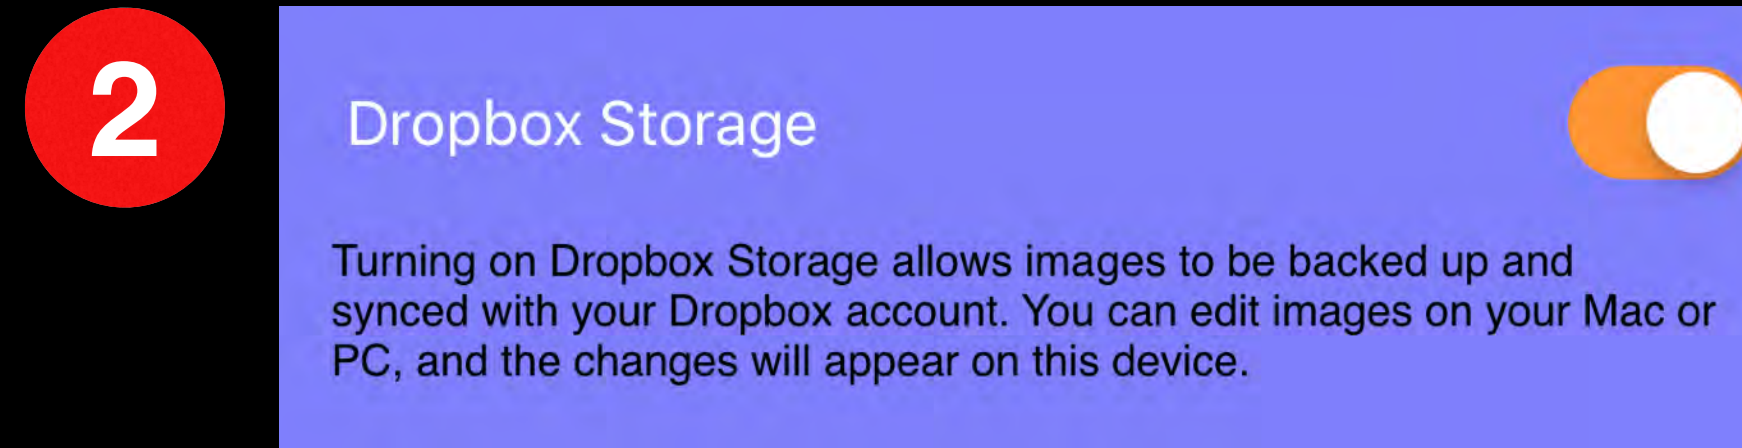 2
Dropbox Storage
Turning on Dropbox Storage allows images to be backed up and
synced with your Dropbox account. You can edit images on your Mac or
PC, and the changes will appear on this device.